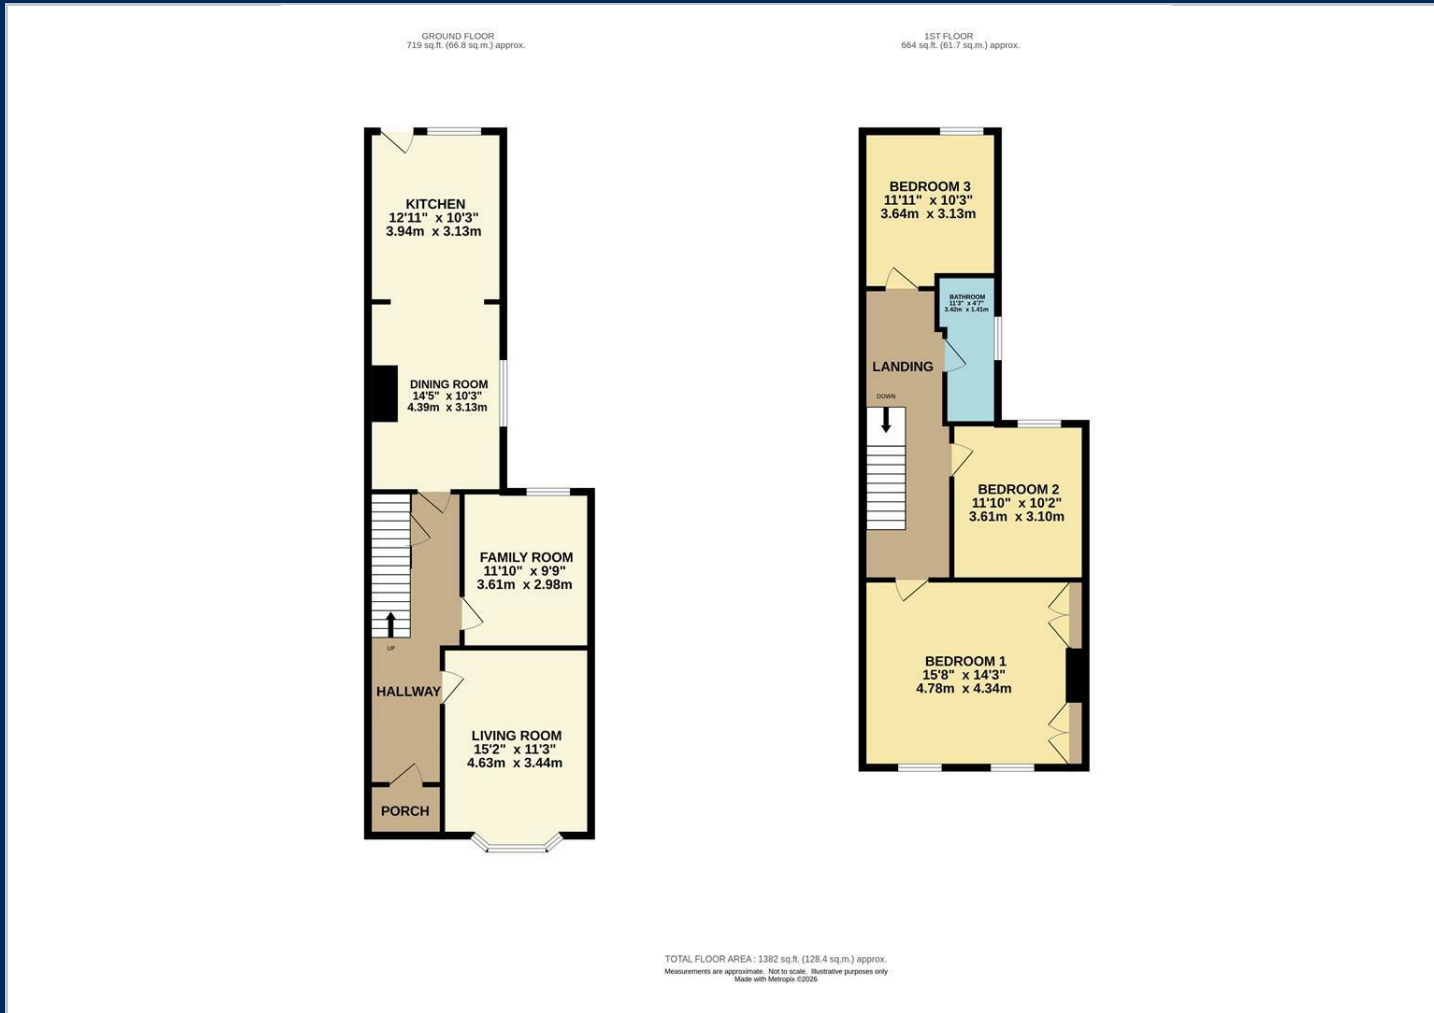 GROUND FLOOR
719 sq.ft. (66.8 sq.m.) approx.
1ST FLOOR
664 sq.ft. (61.7 sq.m.) approx.
KITCHEN
12'11" x 10'3"
3.94m x 3.13m
DINING ROOM
14'5" x 10'3"
4.39m x 3.13m
FAMILY ROOM
11'10" x 9'9"
3.61m x 2.98m
UP
HALLWAY
LIVING ROOM
15'2" x 11'3"
4.63m x 3.44m
PORCH
BEDROOM 3
11'11" x 10'3"
3.64m x 3.13m
BATHROOM
11'3" x 4'7"
3.42m x 1.41m
LANDING
DOWN
BEDROOM 2
11'10" x 10'2"
3.61m x 3.10m
BEDROOM 1
15'8" x 14'3"
4.78m x 4.34m
TOTAL FLOOR AREA : 1382 sq.ft. (128.4 sq.m.) approx.
Measurements are approximate. Not to scale. Illustrative purposes only
Made with Metropix ©2026